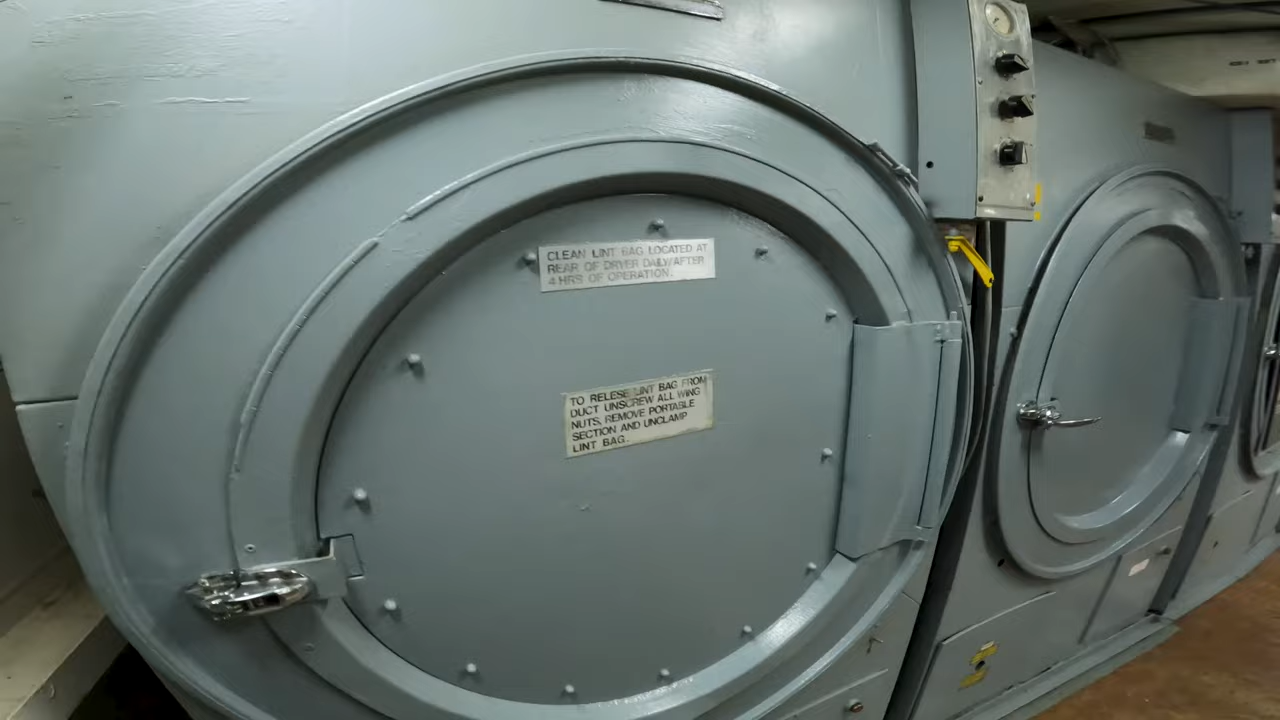 CLEAN LINT BAG LOCATED AT
REAR OF DRYER DAILY/AFTER
4 HRS OF OPERATION.
TO RELESE LINT BAG FROM
DUCT UNSCREW ALL WING
NUTS, REMOVE PORTABLE
SECTION AND UNCLAMP
LINT BAG.